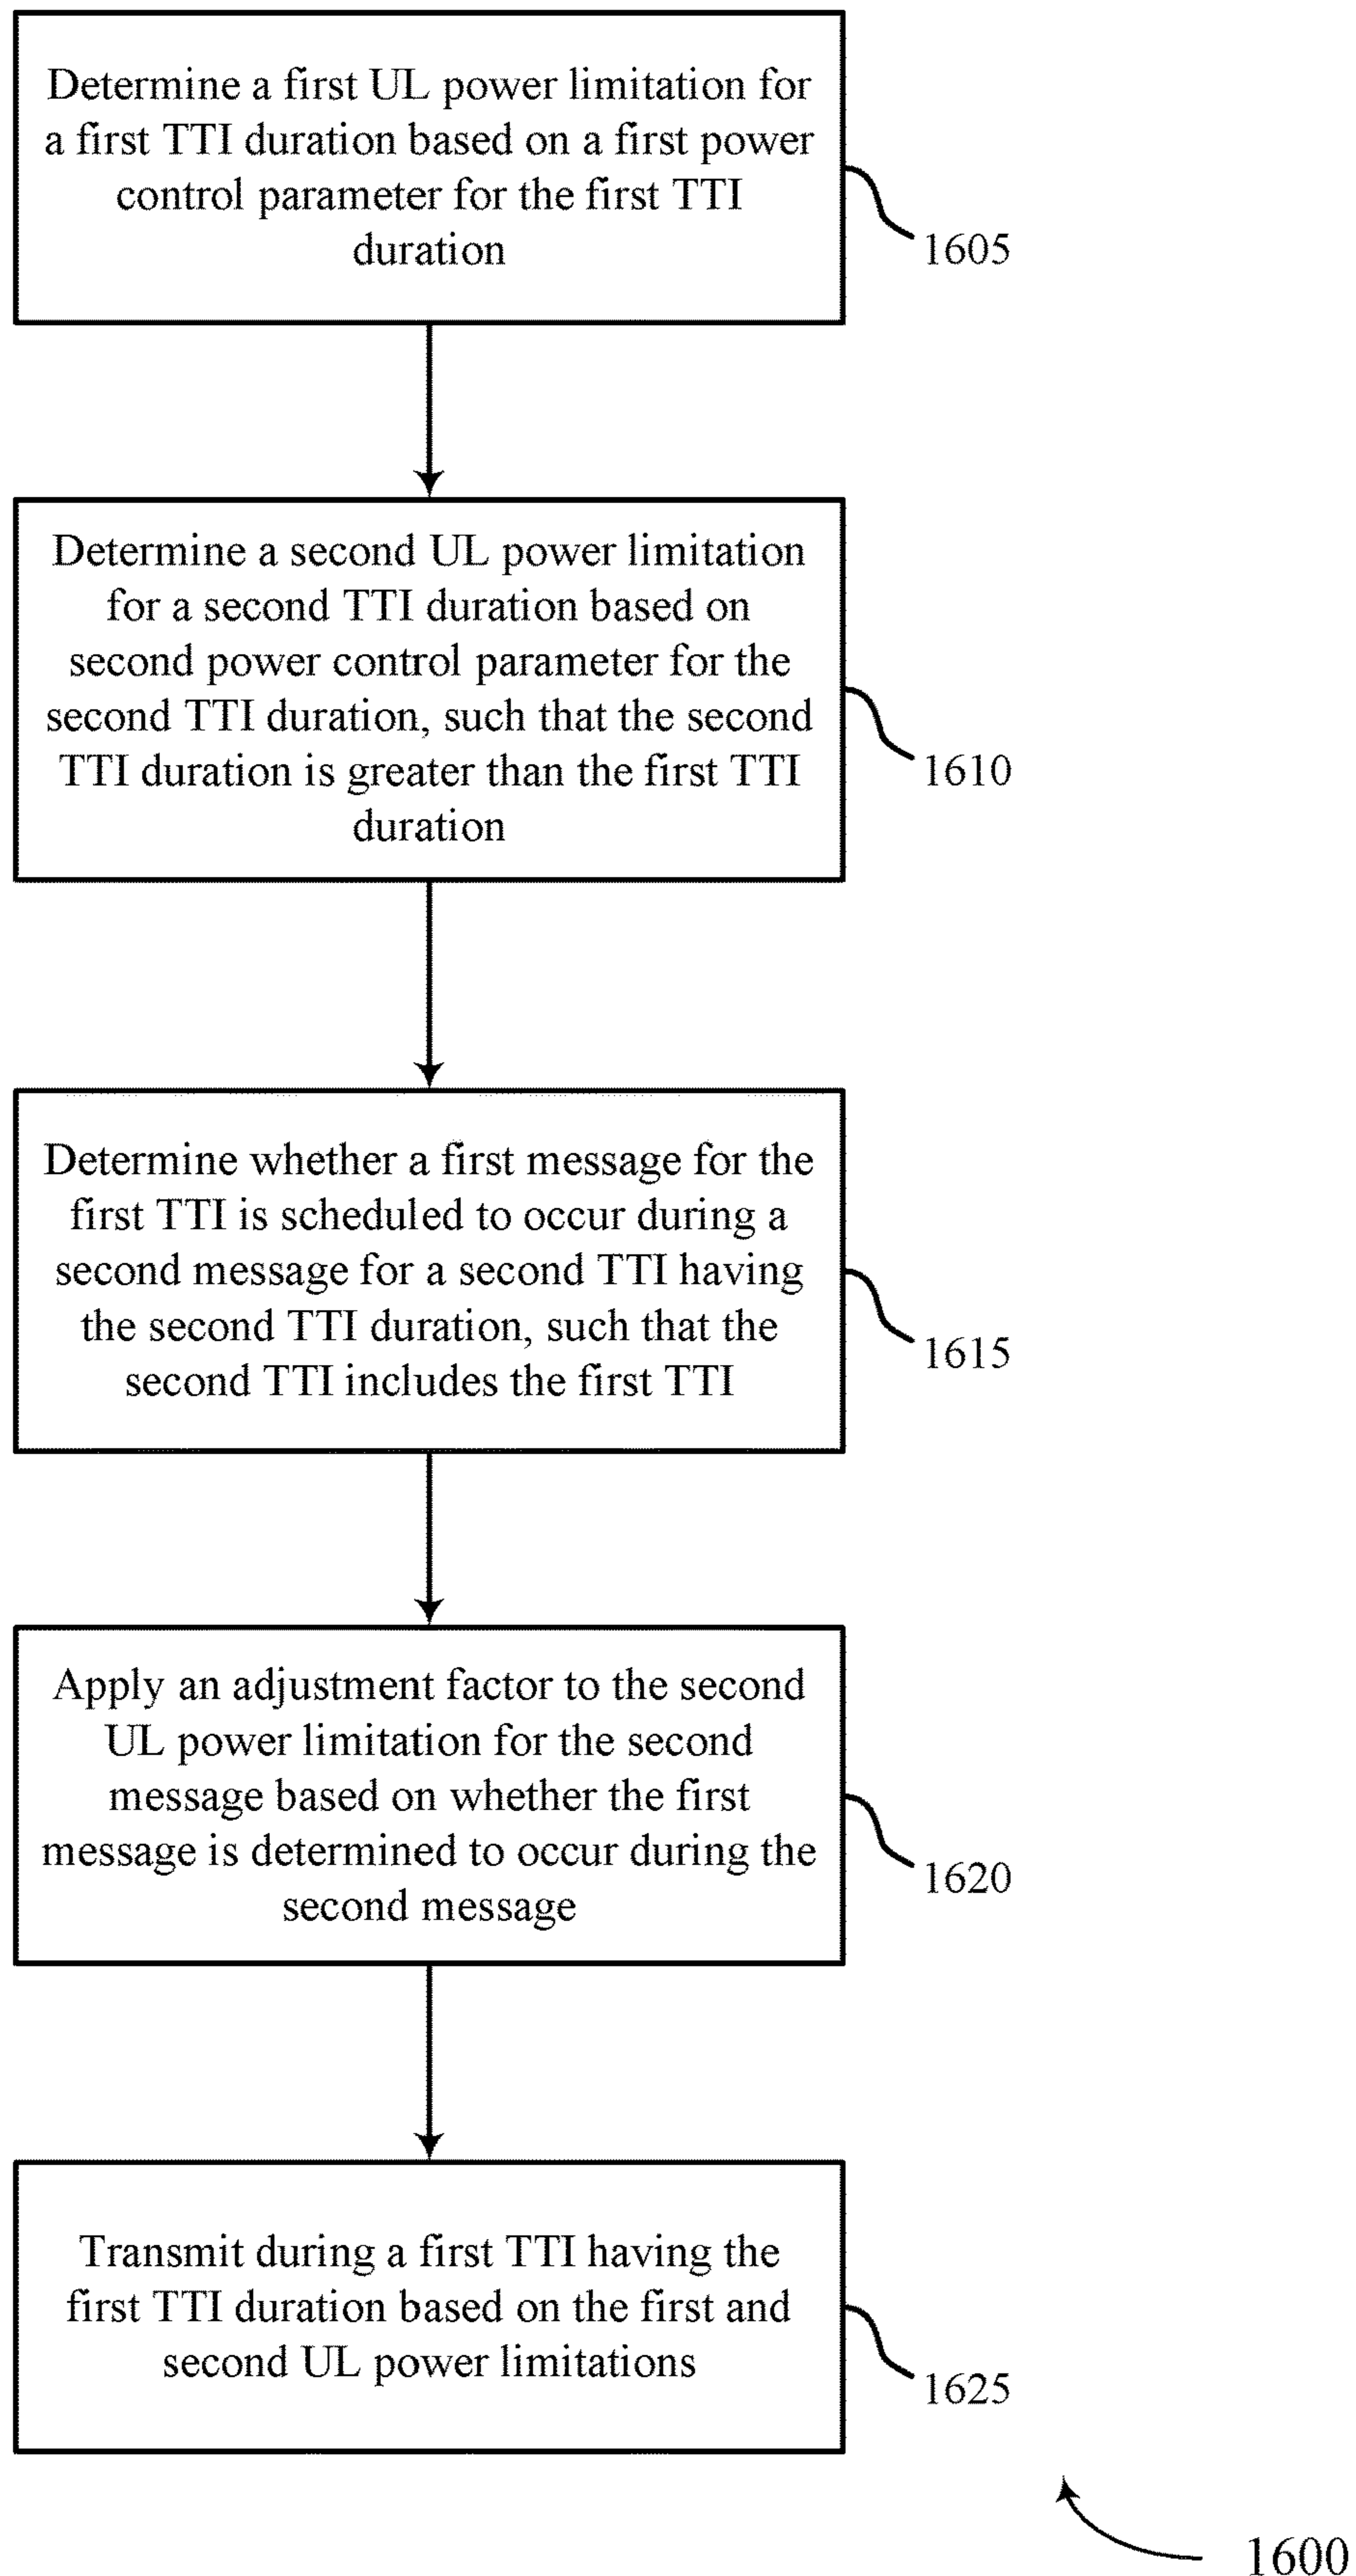 Determine a first UL power limitation for
a first TTI duration based on a first power
control parameter for the first TTI
duration
1605
Determine a second UL power limitation
for a second TTI duration based on
second power control parameter for the
second TTI duration, such that the second
TTI duration is greater than the first TTI
duration
1610
Determine whether a first message for the
first TTI is scheduled to occur during a
second message for a second TTI having
the second TTI duration, such that the
second TTI includes the first TTI
1615
Apply an adjustment factor to the second
UL power limitation for the second
message based on whether the first
message is determined to occur during the
second message
1620
Transmit during a first TTI having the
first TTI duration based on the first and
second UL power limitations
1625
1600